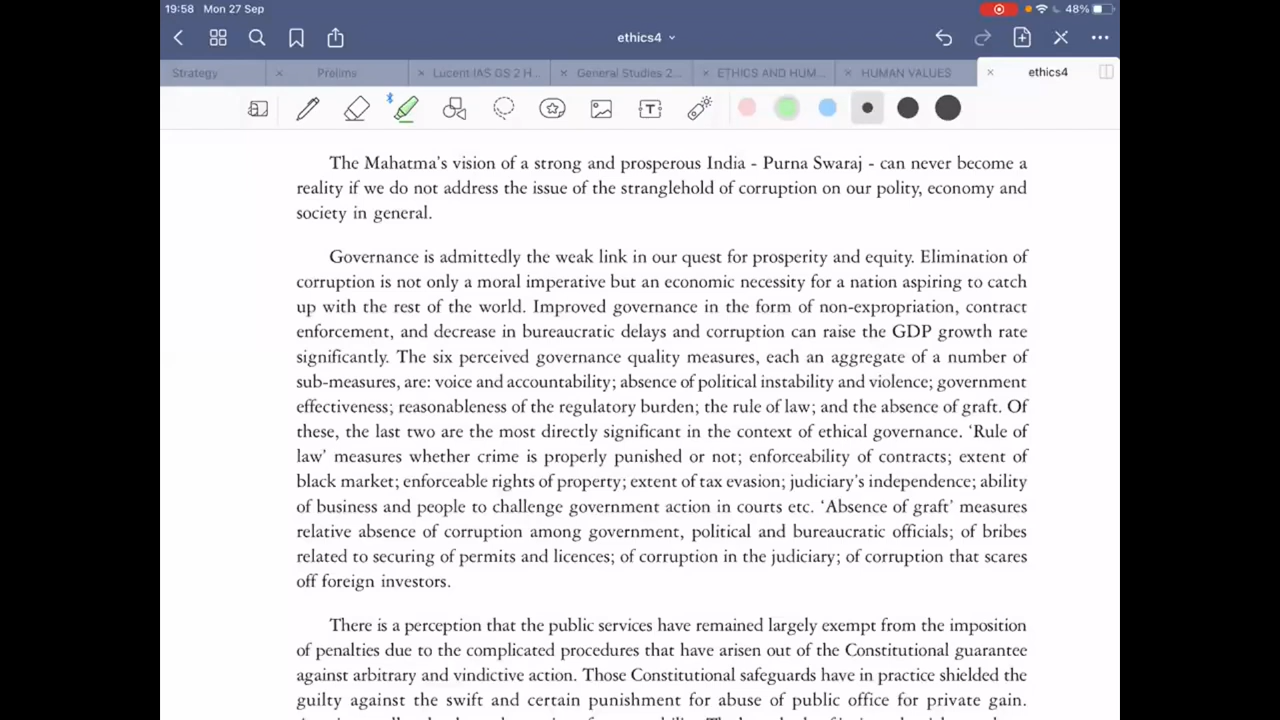 19:58 Mon 27 Sep
48%
ethics4
Strategy
Prelims
Lucent IAS GS 2 H...
General Studies 2...
ETHICS AND HUM...
HUMAN VALUES
ethics4
The Mahatma's vision of a strong and prosperous India - Purna Swaraj - can never become a
reality if we do not address the issue of the stranglehold of corruption on our polity, economy and
society in general.
Governance is admittedly the weak link in our quest for prosperity and equity. Elimination of
corruption is not only a moral imperative but an economic necessity for a nation aspiring to catch
up with the rest of the world. Improved governance in the form of non-expropriation, contract
enforcement, and decrease in bureaucratic delays and corruption can raise the GDP growth rate
significantly. The six perceived governance quality measures, each an aggregate of a number of
sub-measures, are: voice and accountability; absence of political instability and violence; government
effectiveness; reasonableness of the regulatory burden; the rule of law; and the absence of graft. Of
these, the last two are the most directly significant in the context of ethical governance. 'Rule of
law' measures whether crime is properly punished or not; enforceability of contracts; extent of
black market; enforceable rights of property; extent of tax evasion; judiciary's independence; ability
of business and people to challenge government action in courts etc. 'Absence of graft' measures
relative absence of corruption among government, political and bureaucratic officials; of bribes
related to securing of permits and licences; of corruption in the judiciary; of corruption that scares
off foreign investors.
There is a perception that the public services have remained largely exempt from the imposition
of penalties due to the complicated procedures that have arisen out of the Constitutional guarantee
against arbitrary and vindictive action. Those Constitutional safeguards have in practice shielded the
guilty against the swift and certain punishment for abuse of public office for private gain.